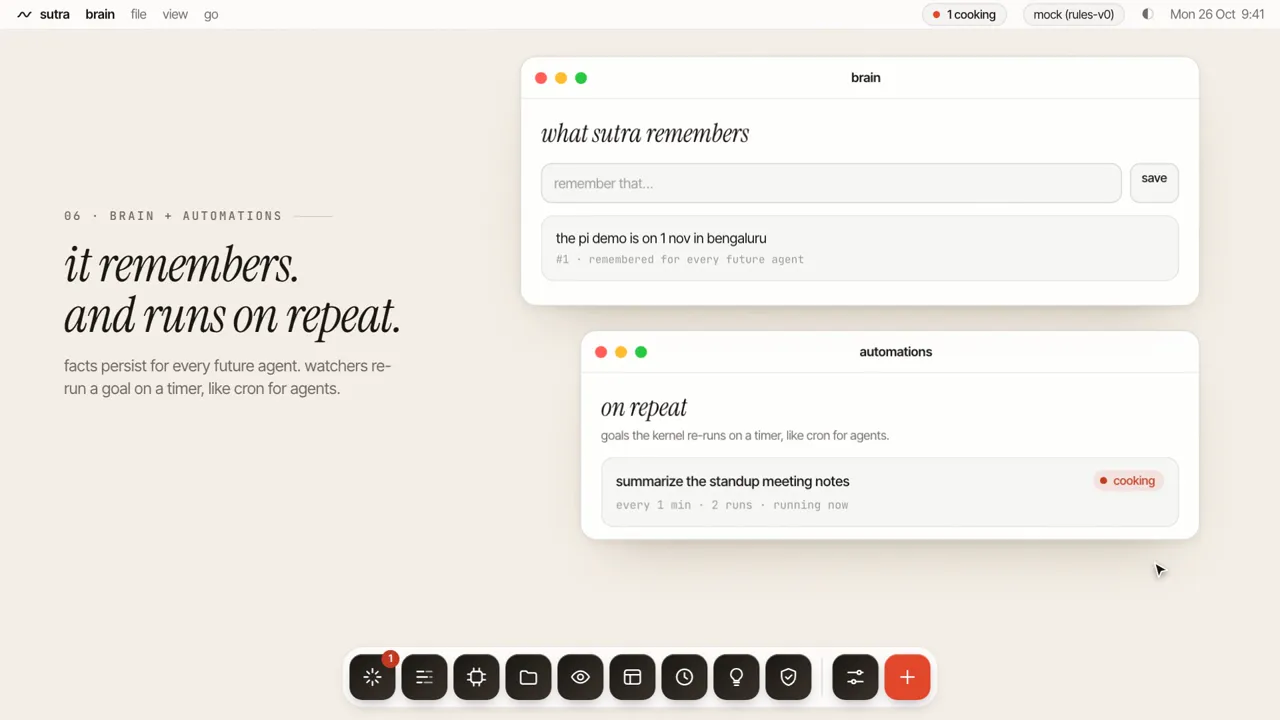 sutra brain file view go 1 cooking mock (rules-v0) Mon 26 Oct 9:41
brain
what sutra remembers
remember that...
save
the pi demo is on 1 nov in bengaluru
#1 · remembered for every future agent
06 · BRAIN + AUTOMATIONS
it remembers.
and runs on repeat.
facts persist for every future agent. watchers re-
run a goal on a timer, like cron for agents.
automations
on repeat
goals the kernel re-runs on a timer, like cron for agents.
summarize the standup meeting notes
cooking
every 1 min · 2 runs · running now
1